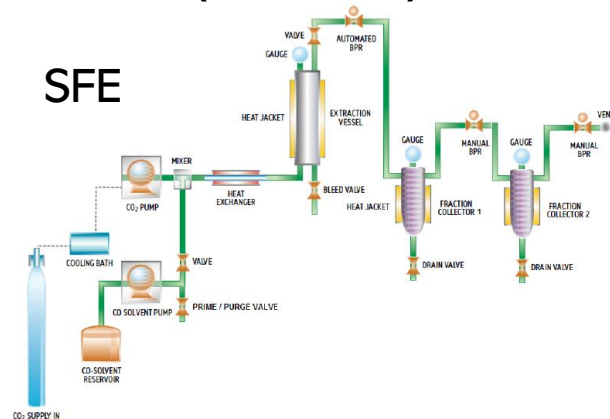 SFE
VALVE
AUTOMATED
BPR
GAUGE
HEAT JACKET
EXTRACTION
VESSEL
MIXER
CO₂ PUMP
HEAT
EXCHANGER
BLEED VALVE
COOLING BATH
VALVE
CO SOLVENT PUMP
PRIME / PURGE VALVE
CO-SOLVENT
RESERVOIR
CO₂ SUPPLY IN
GAUGE
MANUAL
BPR
HEAT JACKET
FRACTION
COLLECTOR 1
DRAIN VALVE
GAUGE
MANUAL
BPR
VEN
FRACTION
COLLECTOR 2
DRAIN VALVE